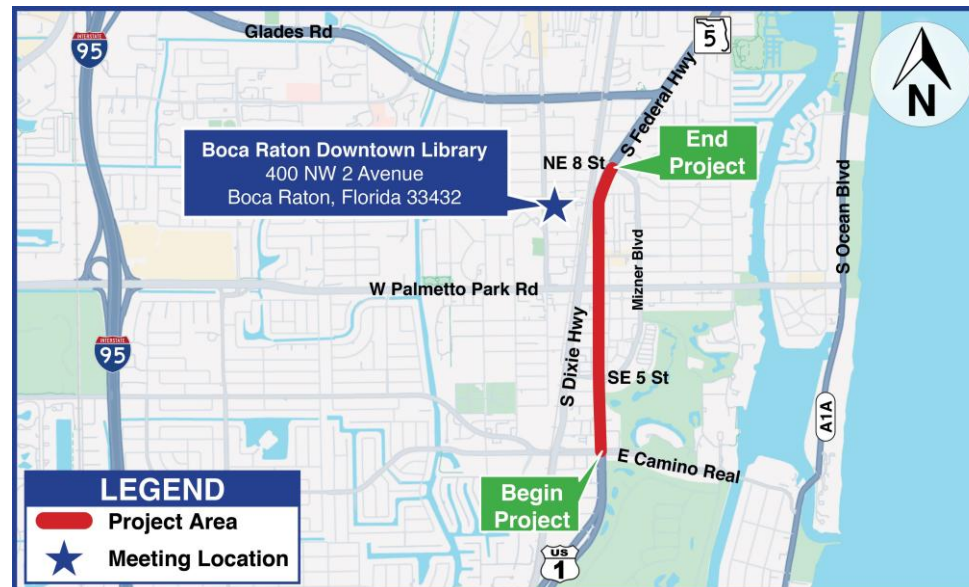 INTERSTATE
95
Glades Rd
5
S Federal Hwy
N
Boca Raton Downtown Library
400 NW 2 Avenue
Boca Raton, Florida 33432
NE 8 St
End
Project
Mizner Blvd
S Ocean Blvd
W Palmetto Park Rd
INTERSTATE
95
S Dixie Hwy
SE 5 St
A1A
E Camino Real
Begin
Project
US
1
LEGEND
Project Area
Meeting Location